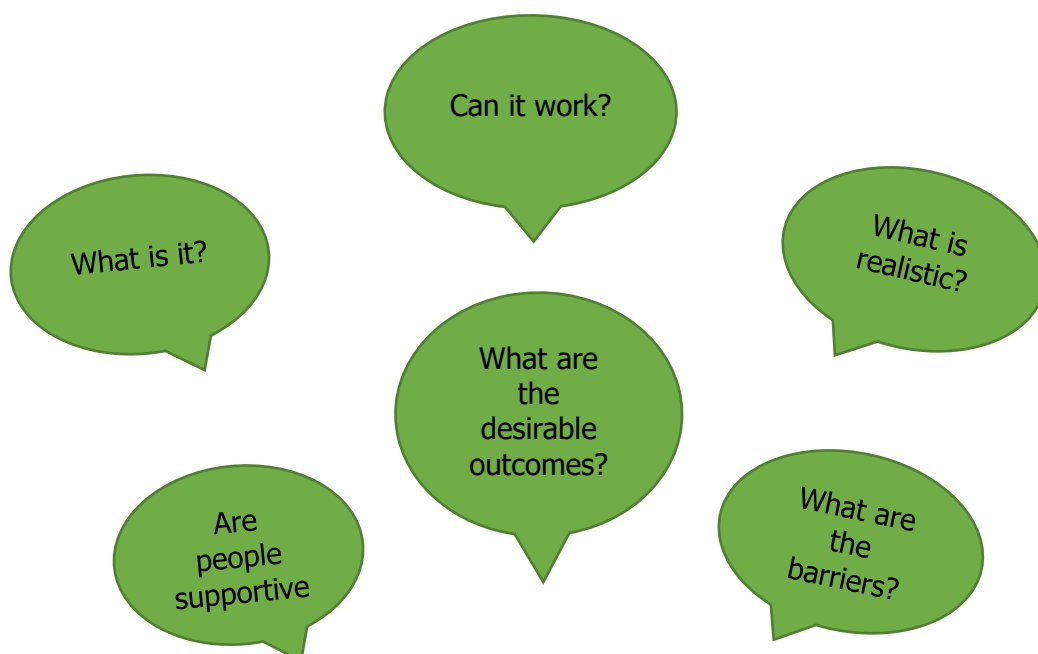 Can it work?
What is it?
What is
realistic?
What are
the
desirable
outcomes?
Are
people
supportive
What are
the
barriers?